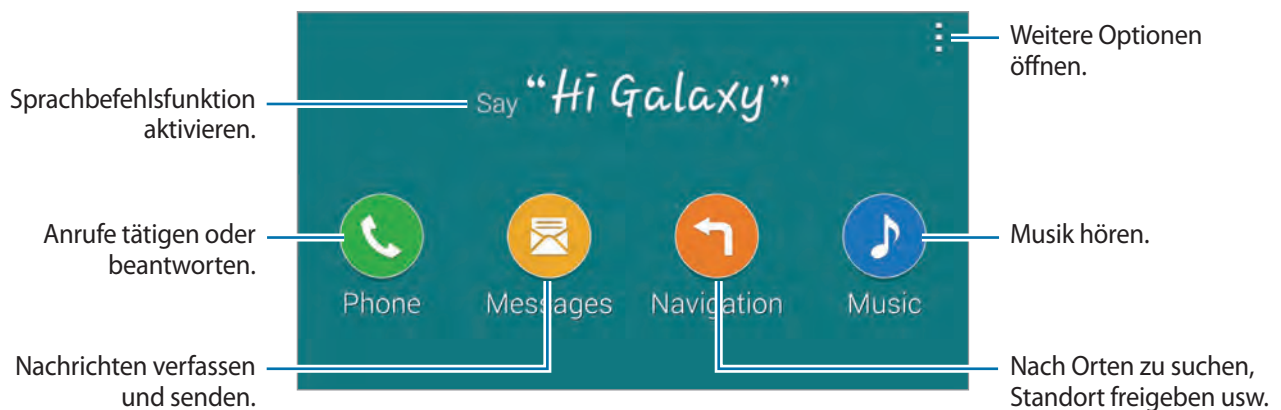 Weitere Optionen
öffnen.
Sprachbefehlsfunktion
aktivieren.
Say “Hi Galaxy”
Anrufe tätigen oder
beantworten.
Musik hören.
Phone
Messages
Navigation
Music
Nachrichten verfassen
und senden.
Nach Orten zu suchen,
Standort freigeben usw.